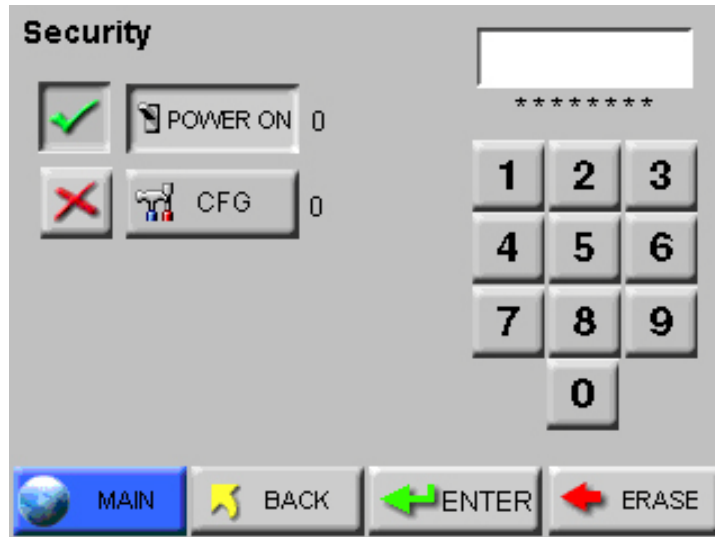 Security
********
POWER ON 0
CFG 0
1 2 3
4 5 6
7 8 9
0
MAIN BACK ENTER ERASE